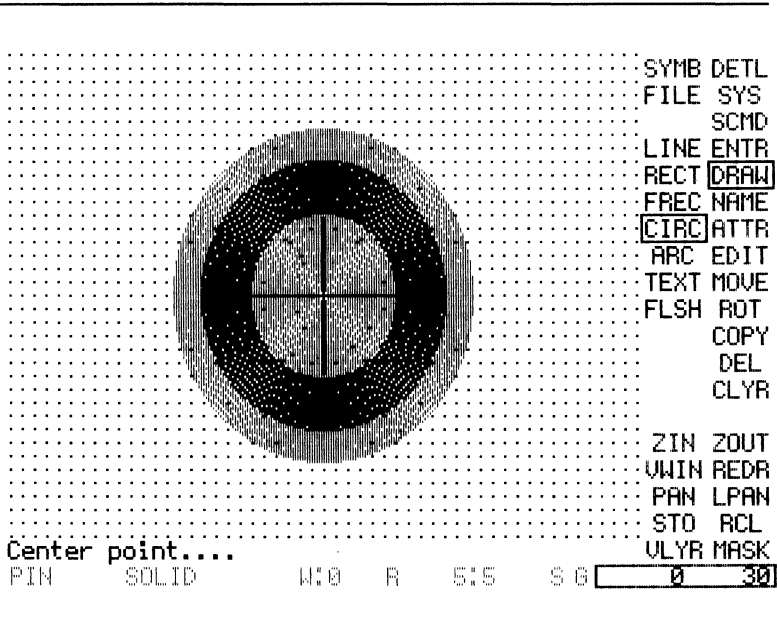 SYMB DETL
FILE SYS
SCMD
LINE ENTR
RECT DRAW
FREC NAME
CIRC ATTR
ARC EDIT
TEXT MOVE
FLSH ROT
COPY
DEL
CLYR
ZIN ZOUT
VWIN REDR
PAN LPAN
STO RCL
Center point.... VLYR MASK
PIN SOLID W:0 R S:5 S G 0 30